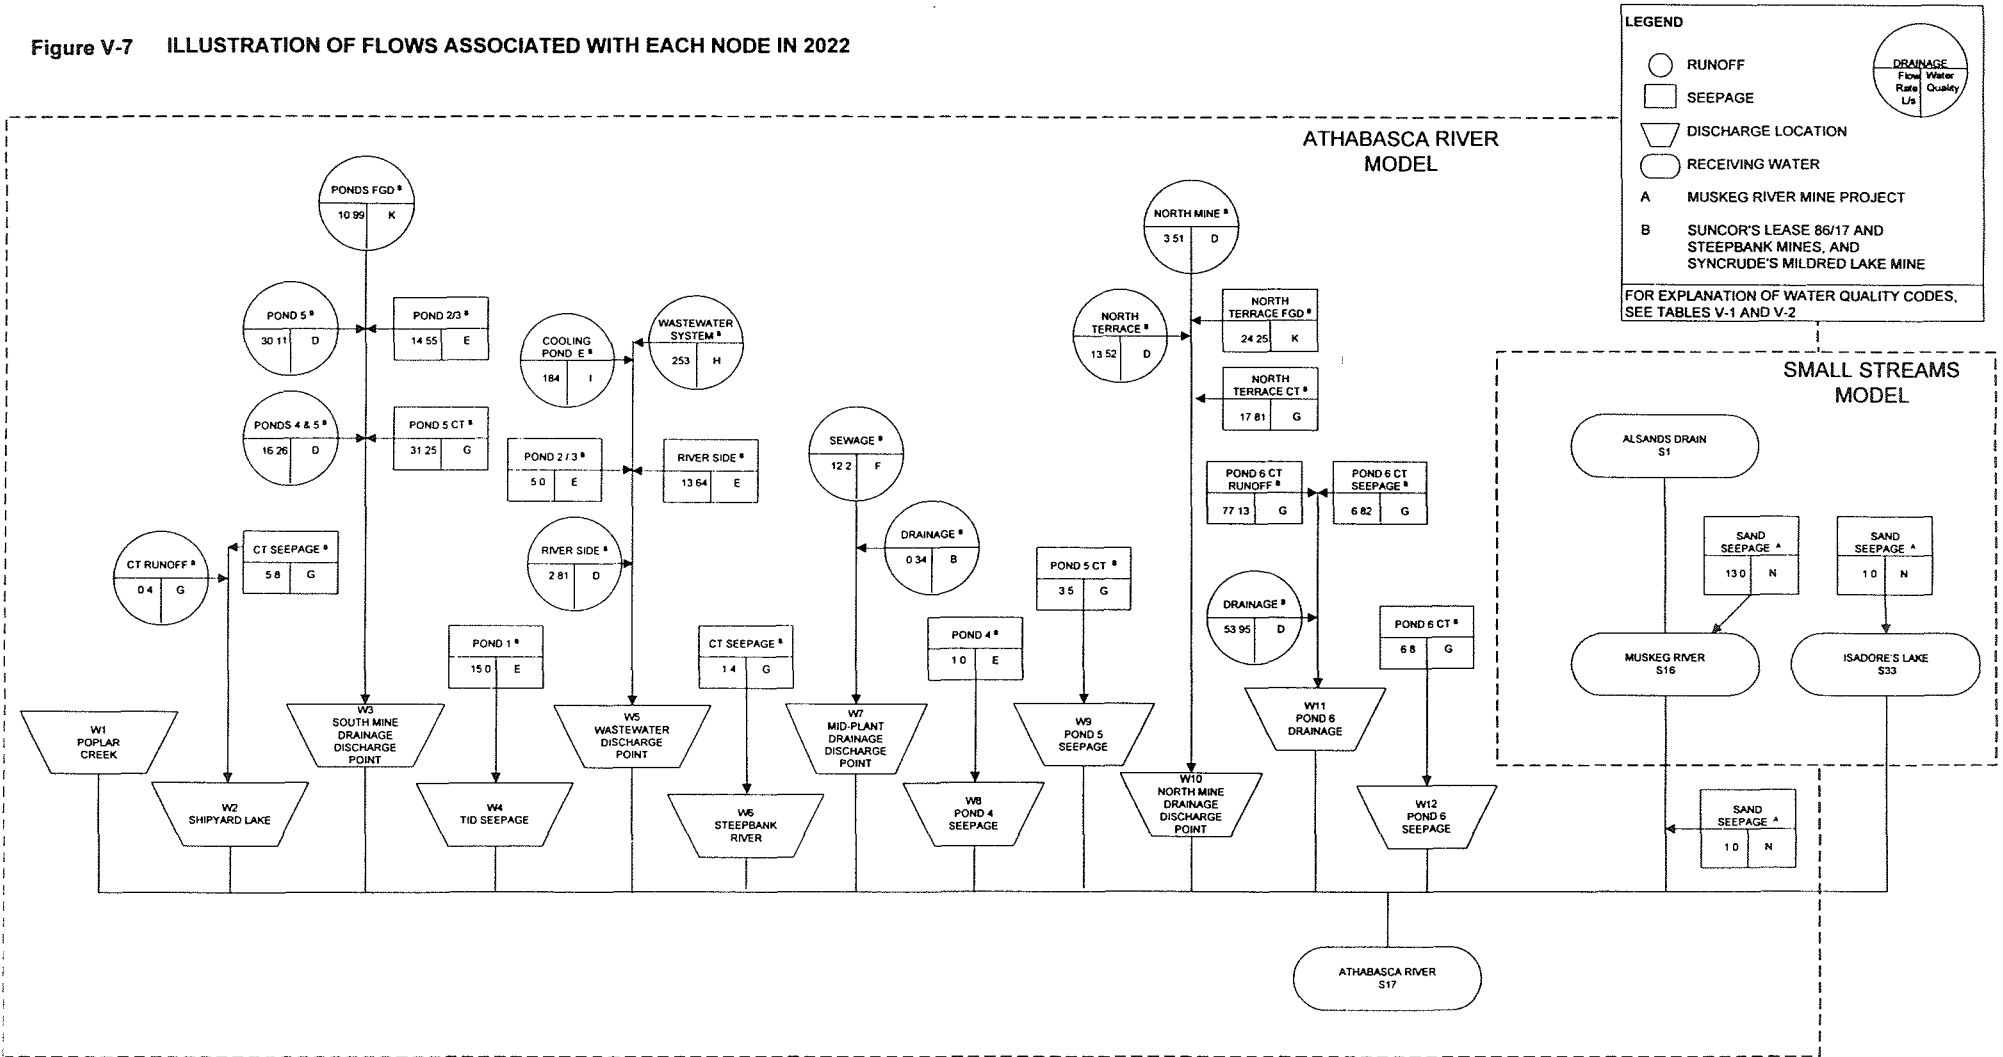 Figure V-7 ILLUSTRATION OF FLOWS ASSOCIATED WITH EACH NODE IN 2022
LEGEND
RUNOFF
SEEPAGE
DISCHARGE LOCATION
RECEIVING WATER
A MUSKEG RIVER MINE PROJECT
B SUNCOR'S LEASE 86/17 AND
STEEPBANK MINES, AND
SYNCRUDE'S MILDRED LAKE MINE
FOR EXPLANATION OF WATER QUALITY CODES,
SEE TABLES V-1 AND V-2
DRAINAGE
Flow Water
Rate Quality
L/s
ATHABASCA RIVER
MODEL
SMALL STREAMS
MODEL
PONDS FGD B
10 99 K
POND 5 B
30 11 D
POND 2/3 B
14 55 E
PONDS 4 & 5 B
16 26 D
POND 5 CT B
31 25 G
CT RUNOFF B
0 4 G
CT SEEPAGE B
5 8 G
POND 1 B
15 0 E
COOLING
POND E B
184 I
WASTEWATER
SYSTEM B
253 H
POND 2 / 3 B
5 0 E
RIVER SIDE B
13 64 E
RIVER SIDE B
2 81 D
CT SEEPAGE B
1 4 G
SEWAGE B
12 2 F
DRAINAGE B
0 34 B
POND 4 B
1 0 E
POND 5 CT B
3 5 G
NORTH MINE B
3 51 D
NORTH
TERRACE B
13 52 D
NORTH
TERRACE FGD B
24 25 K
NORTH
TERRACE CT B
17 81 G
POND 6 CT
RUNOFF B
77 13 G
POND 6 CT
SEEPAGE B
6 82 G
DRAINAGE B
53 95 D
POND 6 CT B
6 8 G
ALSANDS DRAIN
S1
SAND
SEEPAGE A
13 0 N
SAND
SEEPAGE A
1 0 N
MUSKEG RIVER
S16
ISADORE'S LAKE
S33
SAND
SEEPAGE A
1 0 N
W1
POPLAR
CREEK
W2
SHIPYARD LAKE
W3
SOUTH MINE
DRAINAGE
DISCHARGE
POINT
W4
TID SEEPAGE
W5
WASTEWATER
DISCHARGE
POINT
W6
STEEPBANK
RIVER
W7
MID-PLANT
DRAINAGE
DISCHARGE
POINT
W8
POND 4
SEEPAGE
W9
POND 5
SEEPAGE
W10
NORTH MINE
DRAINAGE
DISCHARGE
POINT
W11
POND 6
DRAINAGE
W12
POND 6
SEEPAGE
ATHABASCA RIVER
S17